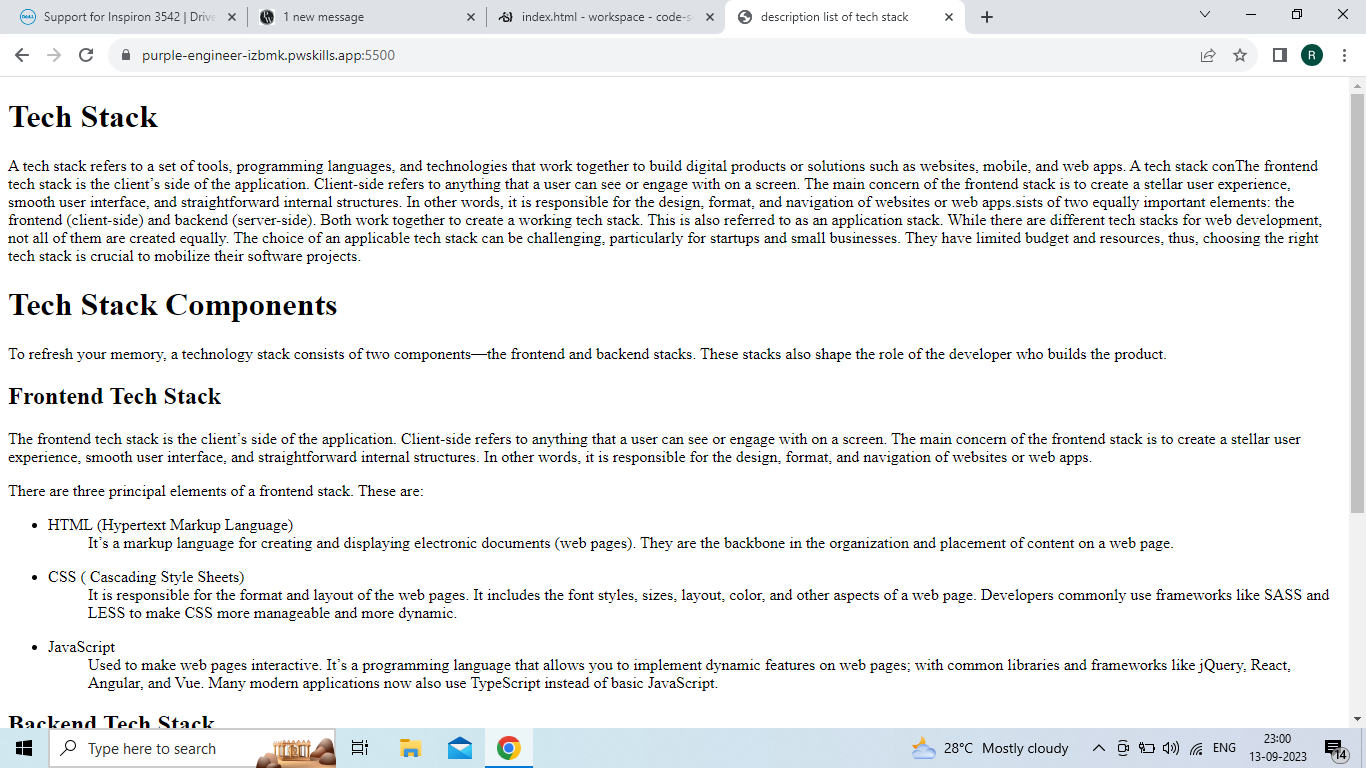 Support for Inspiron 3542 | Drive
1 new message
index.html - workspace - code-s
description list of tech stack
purple-engineer-izbmk.pwskills.app:5500
R
Tech Stack
A tech stack refers to a set of tools, programming languages, and technologies that work together to build digital products or solutions such as websites, mobile, and web apps. A tech stack conThe frontend
tech stack is the client’s side of the application. Client-side refers to anything that a user can see or engage with on a screen. The main concern of the frontend stack is to create a stellar user experience,
smooth user interface, and straightforward internal structures. In other words, it is responsible for the design, format, and navigation of websites or web apps.sists of two equally important elements: the
frontend (client-side) and backend (server-side). Both work together to create a working tech stack. This is also referred to as an application stack. While there are different tech stacks for web development,
not all of them are created equally. The choice of an applicable tech stack can be challenging, particularly for startups and small businesses. They have limited budget and resources, thus, choosing the right
tech stack is crucial to mobilize their software projects.
Tech Stack Components
To refresh your memory, a technology stack consists of two components—the frontend and backend stacks. These stacks also shape the role of the developer who builds the product.
Frontend Tech Stack
The frontend tech stack is the client’s side of the application. Client-side refers to anything that a user can see or engage with on a screen. The main concern of the frontend stack is to create a stellar user
experience, smooth user interface, and straightforward internal structures. In other words, it is responsible for the design, format, and navigation of websites or web apps.
There are three principal elements of a frontend stack. These are:
• HTML (Hypertext Markup Language)
It’s a markup language for creating and displaying electronic documents (web pages). They are the backbone in the organization and placement of content on a web page.
• CSS ( Cascading Style Sheets)
It is responsible for the format and layout of the web pages. It includes the font styles, sizes, layout, color, and other aspects of a web page. Developers commonly use frameworks like SASS and
LESS to make CSS more manageable and more dynamic.
• JavaScript
Used to make web pages interactive. It’s a programming language that allows you to implement dynamic features on web pages; with common libraries and frameworks like jQuery, React,
Angular, and Vue. Many modern applications now also use TypeScript instead of basic JavaScript.
Backend Tech Stack
Type here to search
28°C Mostly cloudy
ENG
23:00
13-09-2023
14